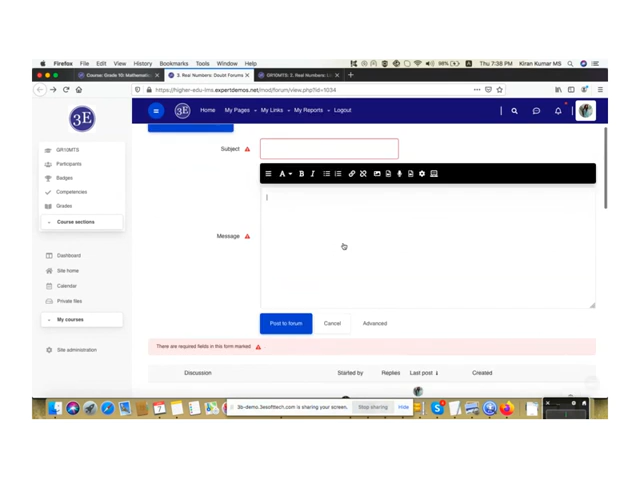 Firefox File Edit View History Bookmarks Tools Window Help 98% Thu 7:38 PM Kiran Kumar MS
Course: Grade 10: Mathematic × 3. Real Numbers: Doubt Forums × GR10MTS: 2. Real Numbers: × +
https://higher-edu-lms.expertdemos.net/mod/forum/view.php?id=1034
3E
3E Home My Pages My Links My Reports Logout
GR10MTS
Participants
Badges
Competencies
Grades
Course sections
Dashboard
Site home
Calendar
Private files
My courses
Site administration
Subject
A B I
Message
Post to forum Cancel Advanced
There are required fields in this form marked
Discussion Started by Replies Last post ↓ Created
3b-demo.3esofttech.com is sharing your screen. Stop sharing Hide